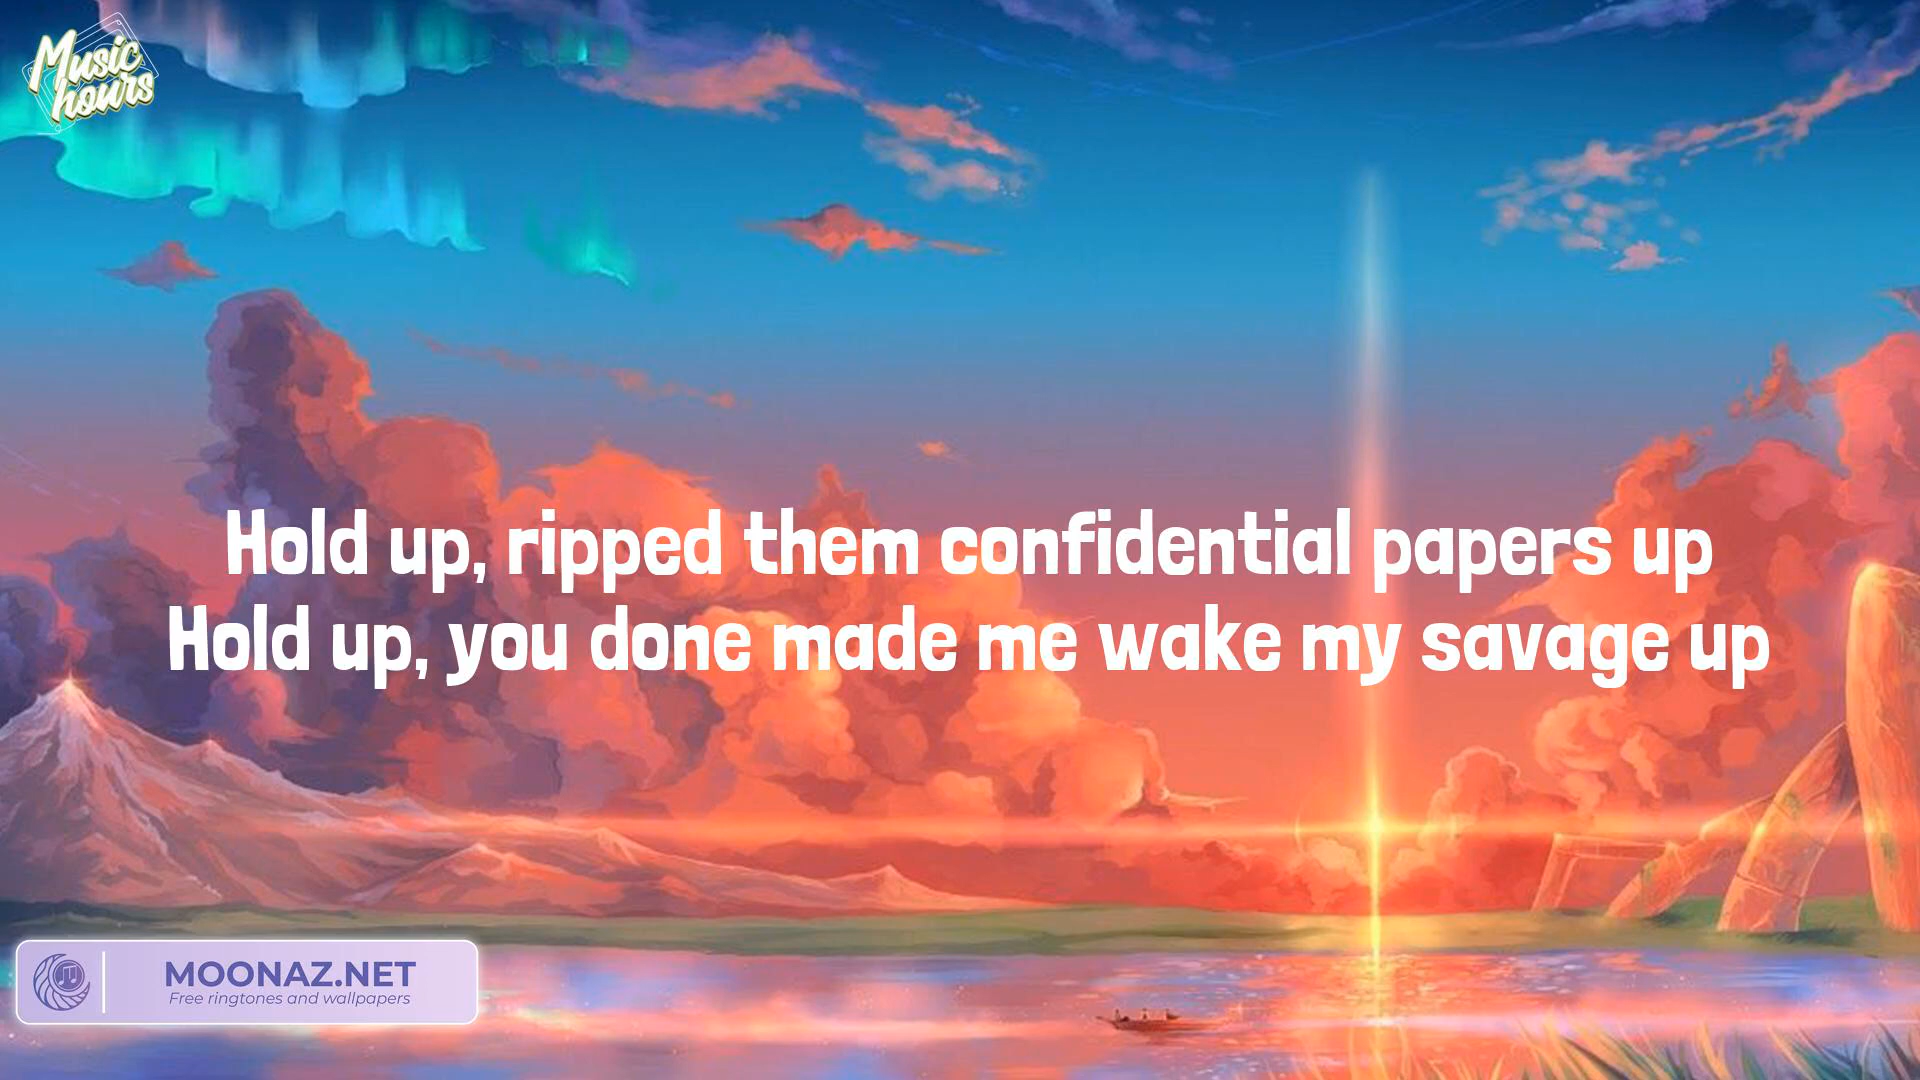 Music
hours
Hold up, ripped them confidential papers up
Hold up, you done made me wake my savage up
MOONAZ.NET
Free ringtones and wallpapers